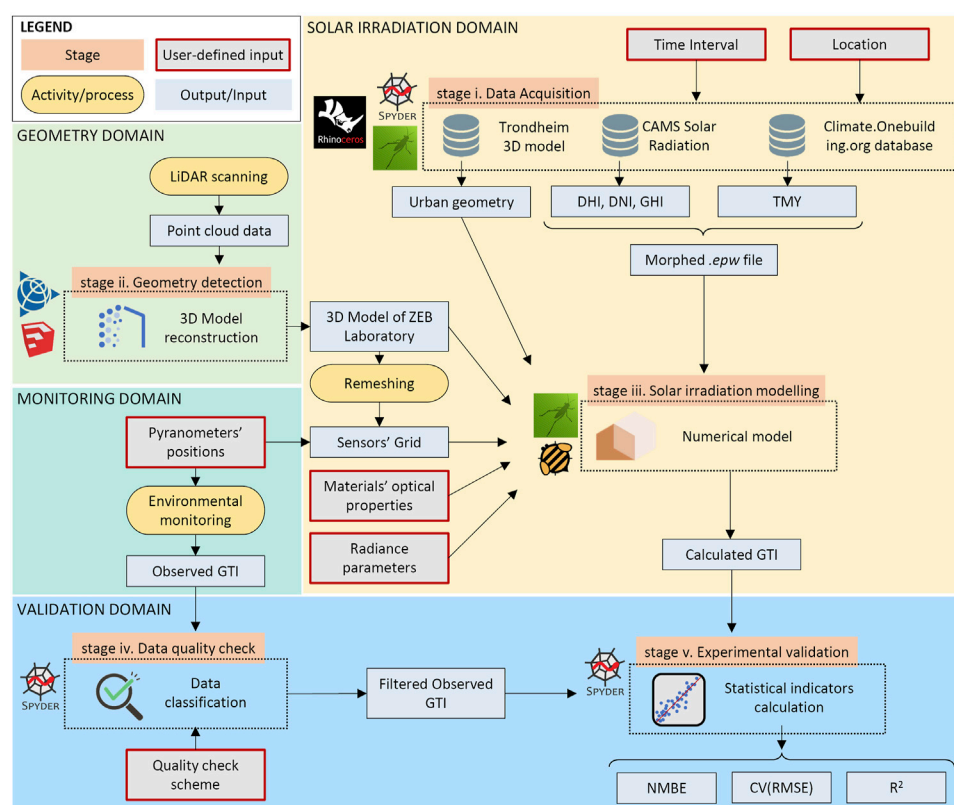 LEGEND
Stage
User-defined input
Activity/process
Output/Input
GEOMETRY DOMAIN
LiDAR scanning
Point cloud data
stage ii. Geometry detection
3D Model
reconstruction
MONITORING DOMAIN
Pyranometers'
positions
Environmental
monitoring
Observed GTI
SOLAR IRRADIATION DOMAIN
Time Interval
Location
stage i. Data Acquisition
SPYDER
Rhinoceros
Trondheim
3D model
CAMS Solar
Radiation
Climate.Onebuild
ing.org database
Urban geometry
DHI, DNI, GHI
TMY
Morphed .epw file
3D Model of ZEB
Laboratory
Remeshing
Sensors' Grid
Materials' optical
properties
Radiance
parameters
stage iii. Solar irradiation modelling
Numerical model
Calculated GTI
VALIDATION DOMAIN
stage iv. Data quality check
SPYDER
Data
classification
Quality check
scheme
Filtered Observed
GTI
stage v. Experimental validation
SPYDER
Statistical indicators
calculation
NMBE
CV(RMSE)
R²